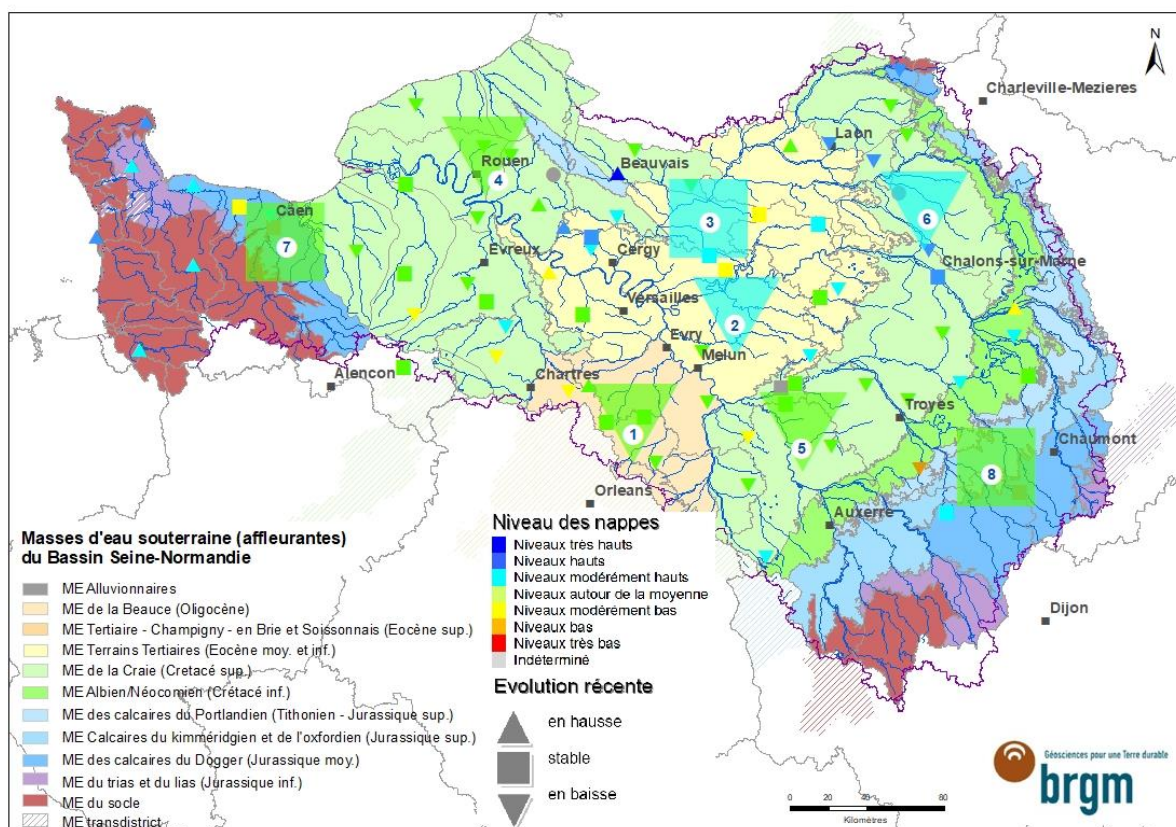 N
Charleville-Mezieres
Laon
Rouen
Beauvais
4
3
6
Caen
7
Evreux
Cergy
Chalons-sur-Marne
Versailles
2
Evry
Melun
Alencon
Chartres
Troyes
1
5
Chaumont
8
Orleans
Auxerre
Dijon
Masses d'eau souterraine (affleurantes)
du Bassin Seine-Normandie
ME Alluvionnaires
ME de la Beauce (Oligocène)
ME Tertiaire - Champigny - en Brie et Soissonnais (Eocène sup.)
ME Terrains Tertiaires (Eocène moy. et inf.)
ME de la Craie (Cretacé sup.)
ME Albien/Néocomien (Crétacé inf.)
ME des calcaires du Portlandien (Tithonien - Jurassique sup.)
ME Calcaires du kimméridgien et de l'oxfordien (Jurassique sup.)
ME des calcaires du Dogger (Jurassique moy.)
ME du trias et du lias (Jurassique inf.)
ME du socle
ME transdistrict
Niveau des nappes
Niveaux très hauts
Niveaux hauts
Niveaux modérément hauts
Niveaux autour de la moyenne
Niveaux modérément bas
Niveaux bas
Niveaux très bas
Indéterminé
Evolution récente
en hausse
stable
en baisse
0 20 40 80
Kilomètres
Géosciences pour une Terre durable
brgm